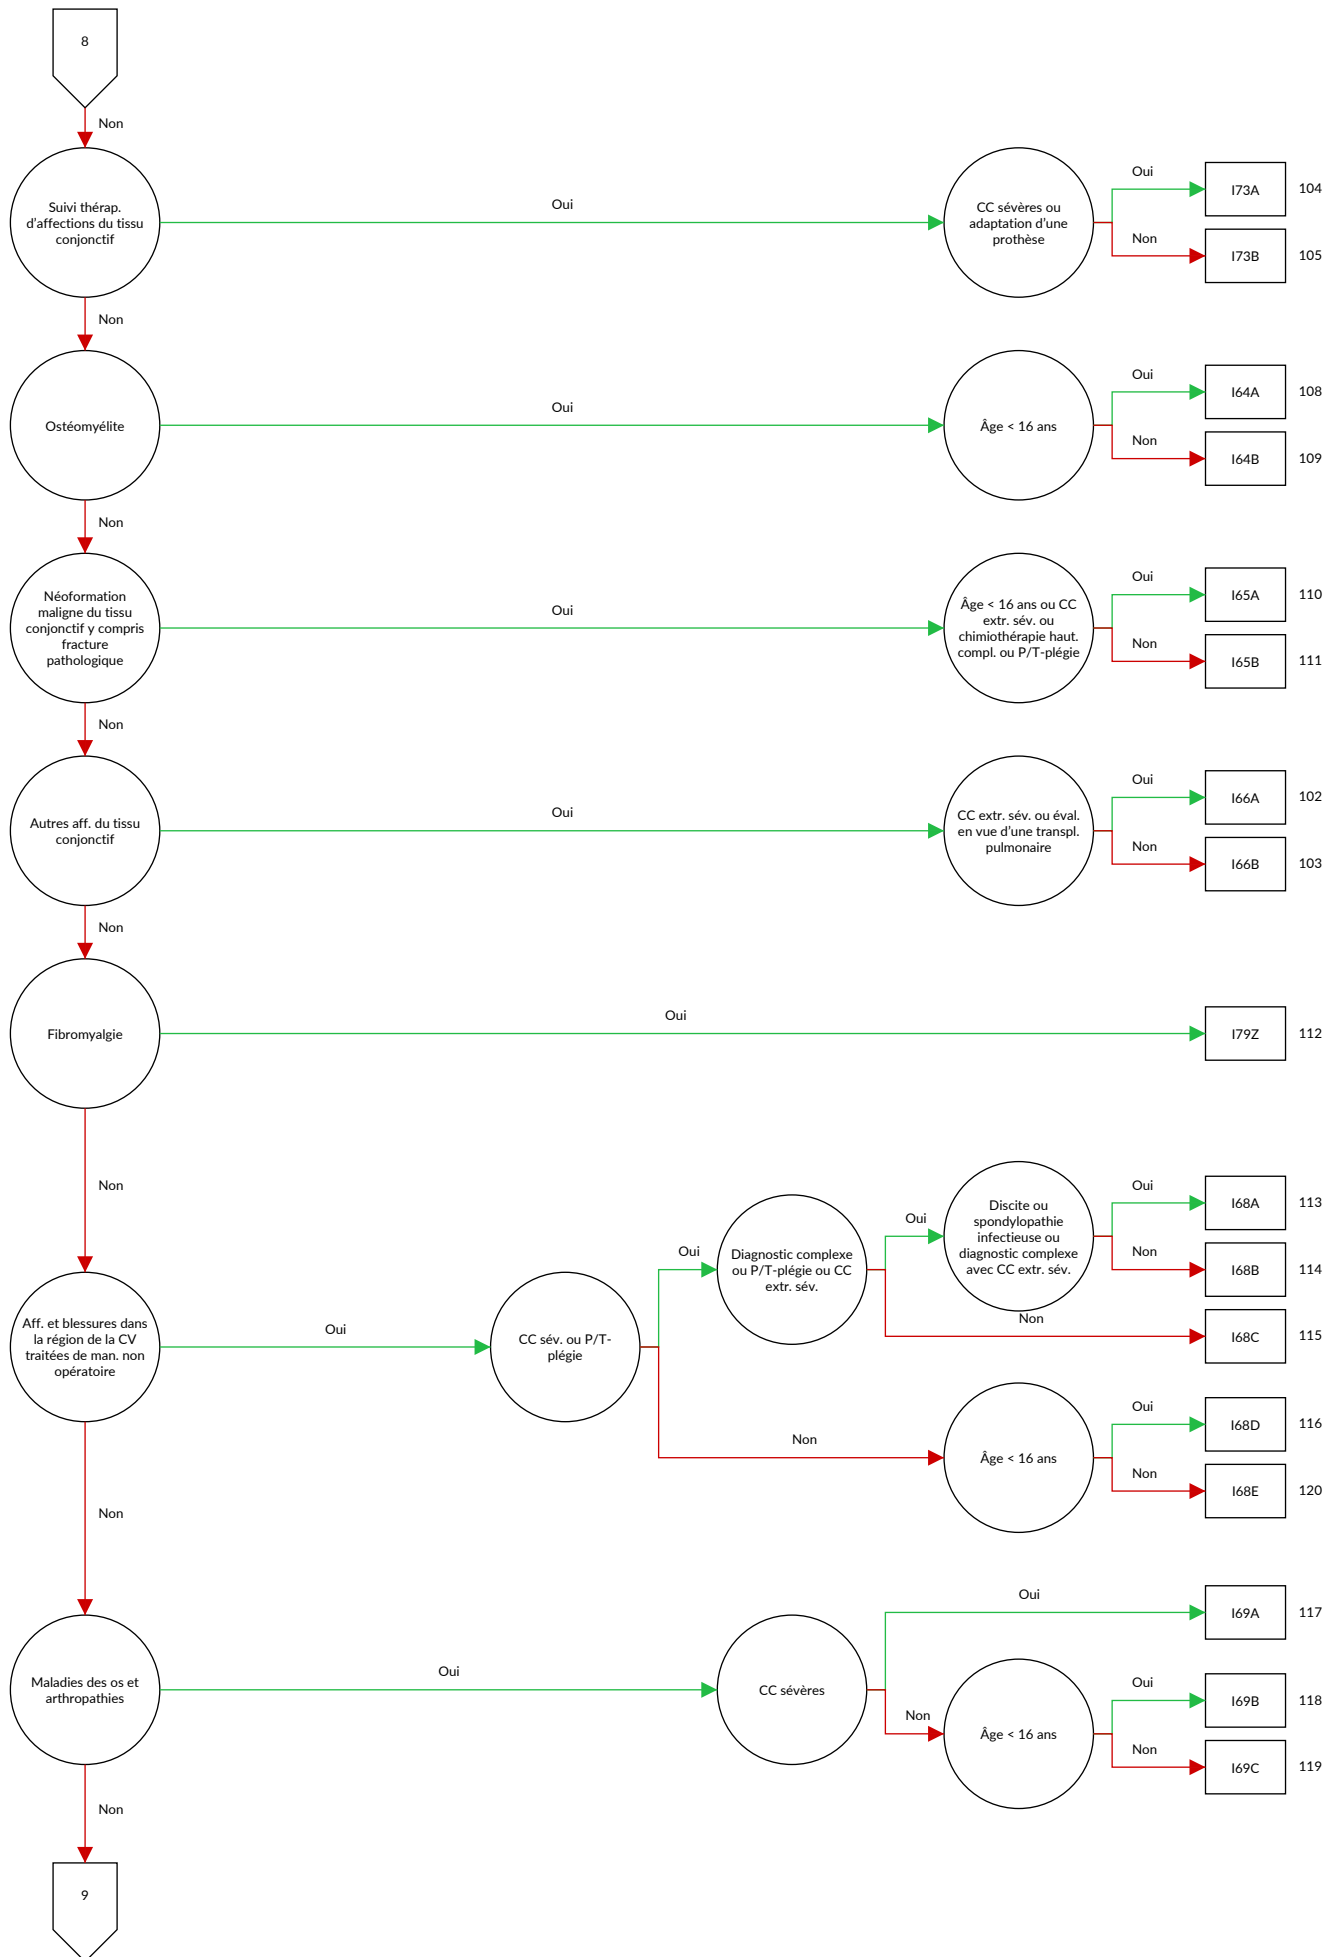 8
Non
Suivi thérap.
d'affections du tissu
conjonctif
Oui
CC sévères ou
adaptation d'une
prothèse
Oui
I73A
104
Non
I73B
105
Non
Ostéomyélite
Oui
Âge < 16 ans
Oui
I64A
108
Non
I64B
109
Non
Néoformation
maligne du tissu
conjonctif y compris
fracture
pathologique
Oui
Âge < 16 ans ou CC
extr. sév. ou
chimiothérapie haut.
compl. ou P/T-plégie
Oui
I65A
110
Non
I65B
111
Non
Autres aff. du tissu
conjonctif
Oui
CC extr. sév. ou éval.
en vue d'une transpl.
pulmonaire
Oui
I66A
102
Non
I66B
103
Non
Fibromyalgie
Oui
I79Z
112
Non
Aff. et blessures dans
la région de la CV
traitées de man. non
opératoire
Oui
CC sév. ou P/T-
plégie
Oui
Diagnostic complexe
ou P/T-plégie ou CC
extr. sév.
Oui
Discite ou
spondylopathie
infectieuse ou
diagnostic complexe
avec CC extr. sév.
Oui
I68A
113
Non
I68B
114
Non
I68C
115
Non
Âge < 16 ans
Oui
I68D
116
Non
I68E
120
Non
Maladies des os et
arthropathies
Oui
CC sévères
Oui
I69A
117
Non
Âge < 16 ans
Oui
I69B
118
Non
I69C
119
Non
9